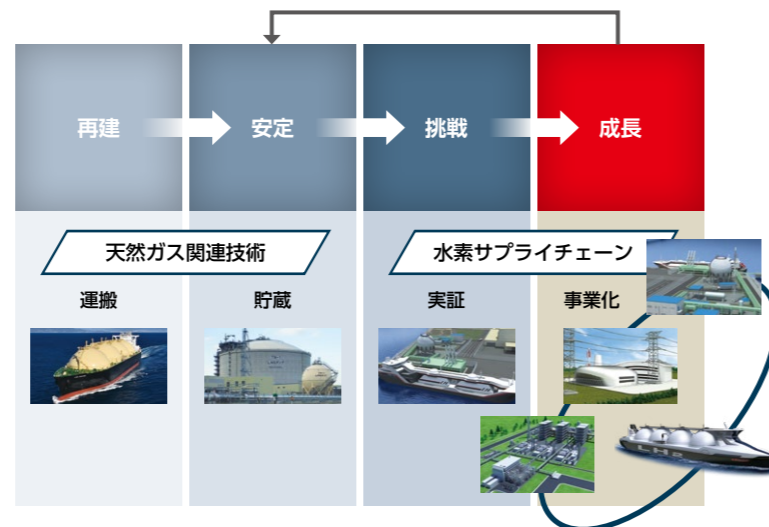 再建
安定
挑戦
成長
天然ガス関連技術
水素サプライチェーン
運搬
貯蔵
実証
事業化
LH2